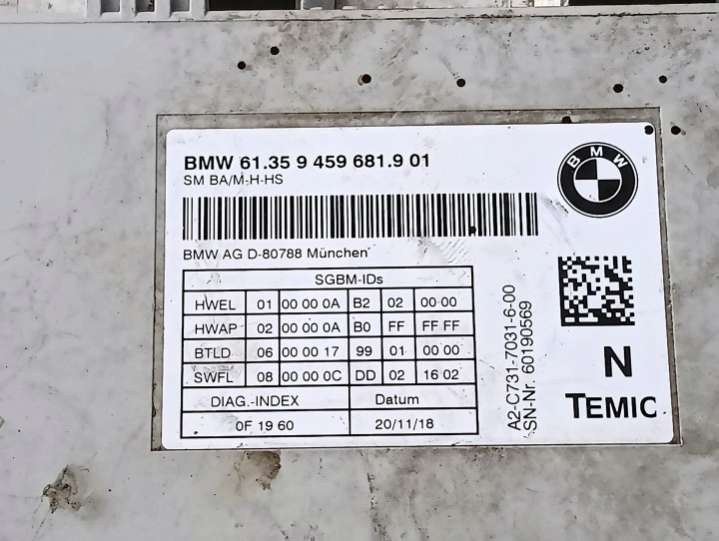 BMW 61.35 9 459 681.9 01
SM BA/M-H-HS
BMW
BMW AG D-80788 München
SGBM-IDs
HWEL 01 00 00 0A B2 02 00 00
HWAP 02 00 00 0A B0 FF FF FF
BTLD 06 00 00 17 99 01 00 00
SWFL 08 00 00 0C DD 02 16 02
DIAG.-INDEX Datum
0F 19 60 20/11/18
A2-C731-7031-6-00
SN-Nr. 60190569
N
TEMIC